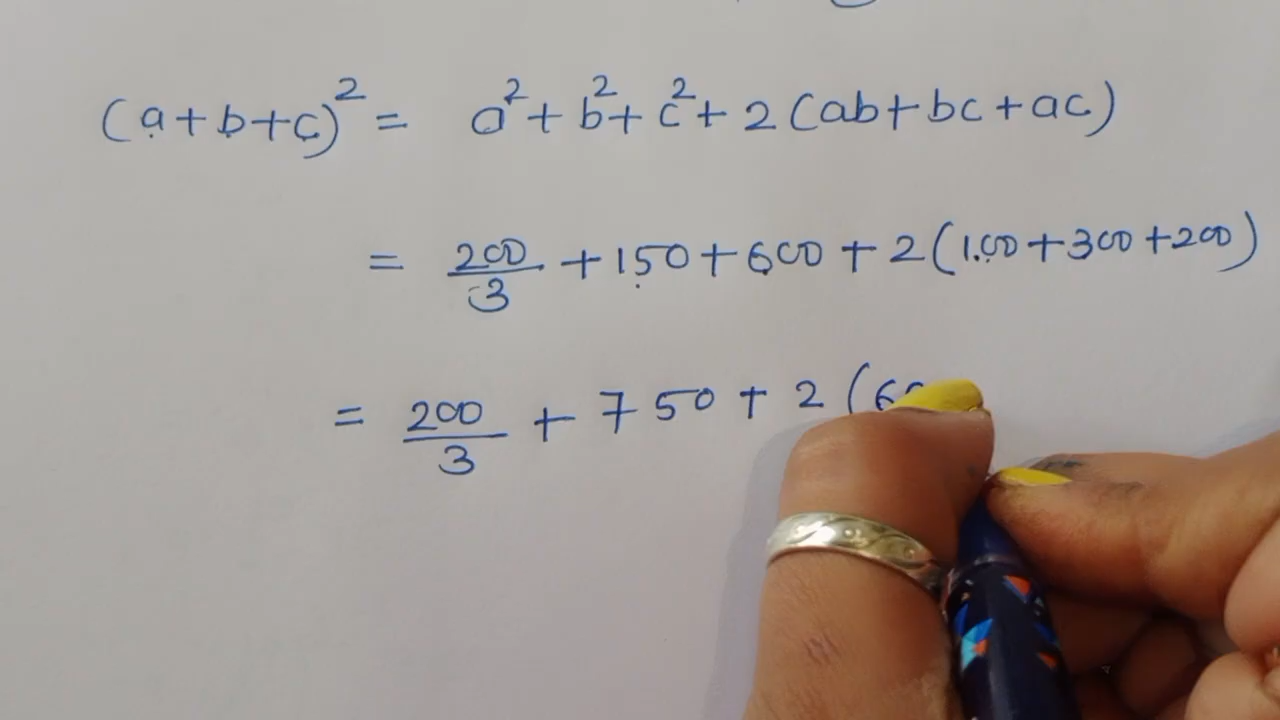 (a+b+c)² = a²+b²+c²+2(ab+bc+ac)
= 200/3 +150+600+2(100+300+200)
= 200/3 + 750 + 2(60